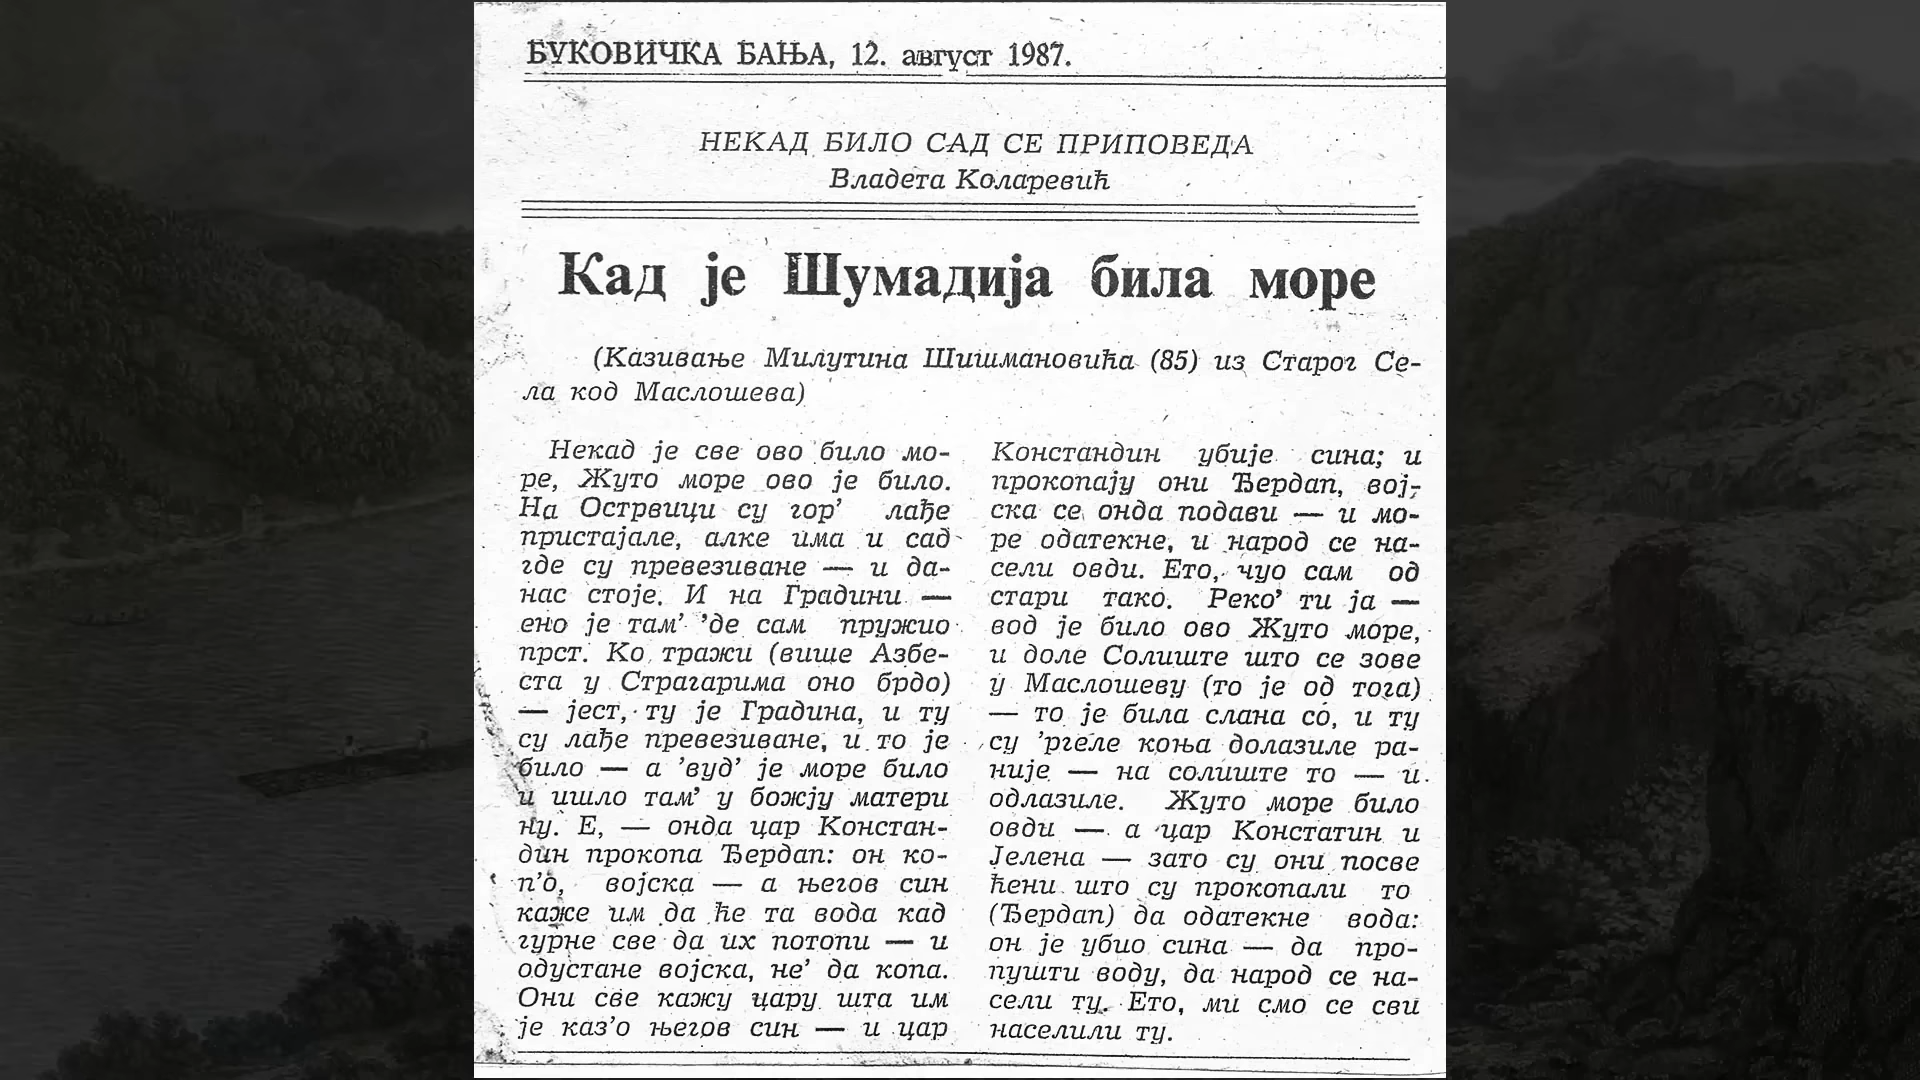 БУКОВИЧКА БАЊА, 12. август 1987.
НЕКАД БИЛО САД СЕ ПРИПОВЕДА
Владета Коларевић
Кад је Шумадија била море
(Казивање Милутина Шишмановића (85) из Старог Се-
ла код Маслошева)
Некад је све ово било мо-
ре, Жуто море ово је било.
На Острвици су гор’ лађе
пристајале, алке има и сад
где су превезиване — и да-
нас стоје. И на Градини —
ено је там’ ’де сам пружио
прст. Ко тражи (више Азбе-
ста у Страгарима оно брдо)
— јест, ту је Градина, и ту
су лађе превезиване, и то је
било — а ’вуд’ је море било
и ишло там’ у божју матери
ну. Е, — онда цар Констан-
дин прокопа Ђердап: он ко-
п’о, војска — а његов син
каже им да ће та вода кад
гурне све да их потопи — и
одустане војска, не’ да копа.
Они све кажу цару шта им
је каз’о његов син — и цар
Константин убије сина; и
прокопају они Ђердап, вој-
ска се онда подави — и мо-
ре одатекне, и народ се на-
сели овди. Ето, чуо сам од
стари тако. Реко’ ти ја —
вод је било ово Жуто море,
и доле Солиште што се зове
у Маслошеву (то је од тога)
— то је била слана со́, и ту
су ’ргеле коња долазиле ра-
није — на солиште то — и
одлазиле. Жуто море било
овди — а цар Констатин и
Јелена — зато су они посве
ћени што су прокопали то
(Ђердап) да одатекне вода:
он је убио сина — да про-
пушти воду, да народ се на-
сели ту. Ето, ми смо се сви
населили ту.